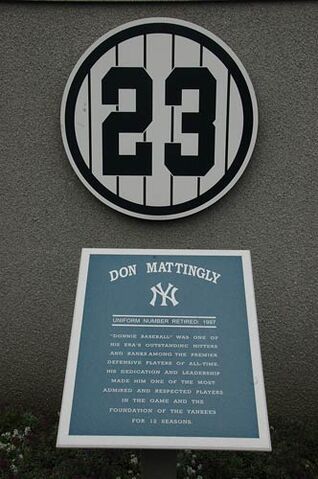 23
DON MATTINGLY
NY
UNIFORM NUMBER RETIRED: 1997
"DONNIE BASEBALL" WAS ONE OF
HIS ERA'S OUTSTANDING HITTERS
AND RANKS AMONG THE PREMIER
DEFENSIVE PLAYERS OF ALL-TIME.
HIS DEDICATION AND LEADERSHIP
MADE HIM ONE OF THE MOST
ADMIRED AND RESPECTED PLAYERS
IN THE GAME AND THE
FOUNDATION OF THE YANKEES
FOR 13 SEASONS.